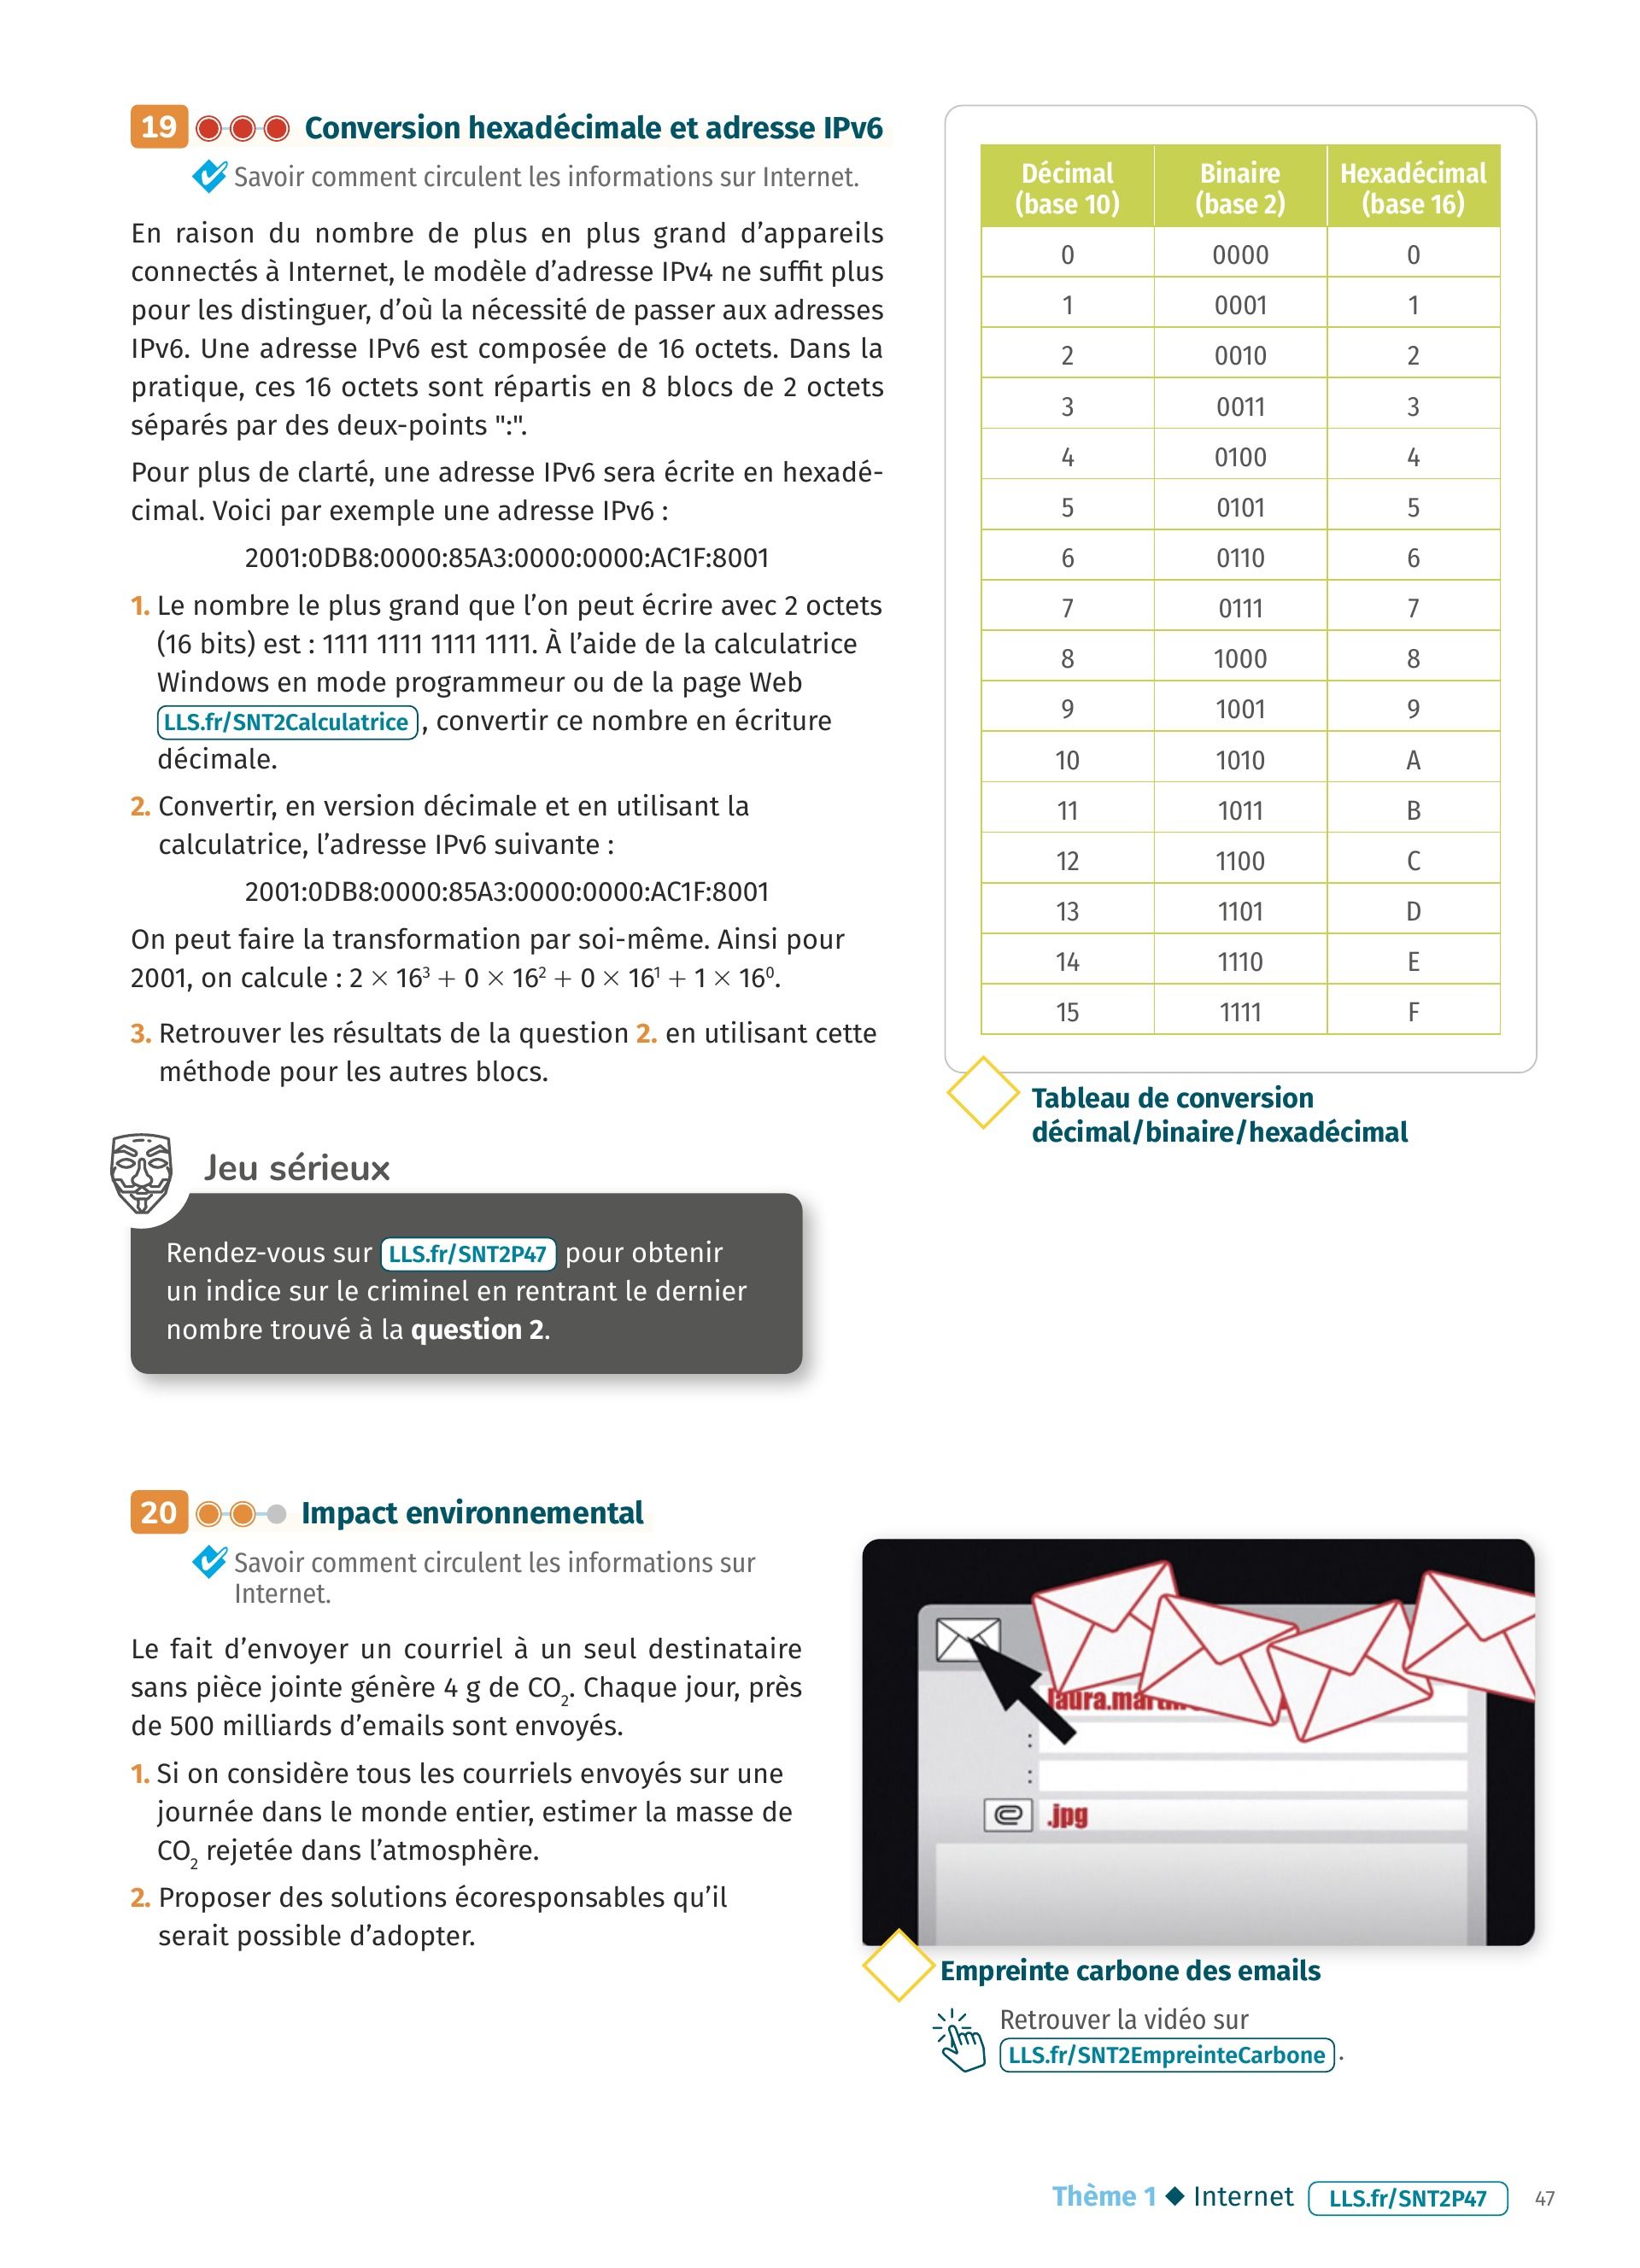 19 Conversion hexadécimale et adresse IPv6
Savoir comment circulent les informations sur Internet.
En raison du nombre de plus en plus grand d'appareils
connectés à Internet, le modèle d'adresse IPv4 ne suffit plus
pour les distinguer, d'où la nécessité de passer aux adresses
IPv6. Une adresse IPv6 est composée de 16 octets. Dans la
pratique, ces 16 octets sont répartis en 8 blocs de 2 octets
séparés par des deux-points ":".
Pour plus de clarté, une adresse IPv6 sera écrite en hexadé-
cimal. Voici par exemple une adresse IPv6 :
2001:0DB8:0000:85A3:0000:0000:AC1F:8001
1. Le nombre le plus grand que l'on peut écrire avec 2 octets
(16 bits) est : 1111 1111 1111 1111. À l'aide de la calculatrice
Windows en mode programmeur ou de la page Web
LLS.fr/SNT2Calculatrice , convertir ce nombre en écriture
décimale.
2. Convertir, en version décimale et en utilisant la
calculatrice, l'adresse IPv6 suivante :
2001:0DB8:0000:85A3:0000:0000:AC1F:8001
On peut faire la transformation par soi-même. Ainsi pour
2001, on calcule : 2 × 16³ + 0 × 16² + 0 × 16¹ + 1 × 16⁰.
3. Retrouver les résultats de la question 2. en utilisant cette
méthode pour les autres blocs.
Décimal (base 10) Binaire (base 2) Hexadécimal (base 16)
0 0000 0
1 0001 1
2 0010 2
3 0011 3
4 0100 4
5 0101 5
6 0110 6
7 0111 7
8 1000 8
9 1001 9
10 1010 A
11 1011 B
12 1100 C
13 1101 D
14 1110 E
15 1111 F
Tableau de conversion
décimal/binaire/hexadécimal
Jeu sérieux
Rendez-vous sur LLS.fr/SNT2P47 pour obtenir
un indice sur le criminel en rentrant le dernier
nombre trouvé à la question 2.
20 Impact environnemental
Savoir comment circulent les informations sur
Internet.
Le fait d'envoyer un courriel à un seul destinataire
sans pièce jointe génère 4 g de CO₂. Chaque jour, près
de 500 milliards d'emails sont envoyés.
1. Si on considère tous les courriels envoyés sur une
journée dans le monde entier, estimer la masse de
CO₂ rejetée dans l'atmosphère.
2. Proposer des solutions écoresponsables qu'il
serait possible d'adopter.
:
:
.jpg
Empreinte carbone des emails
Retrouver la vidéo sur
LLS.fr/SNT2EmpreinteCarbone .
Thème 1 ◆ Internet LLS.fr/SNT2P47 47